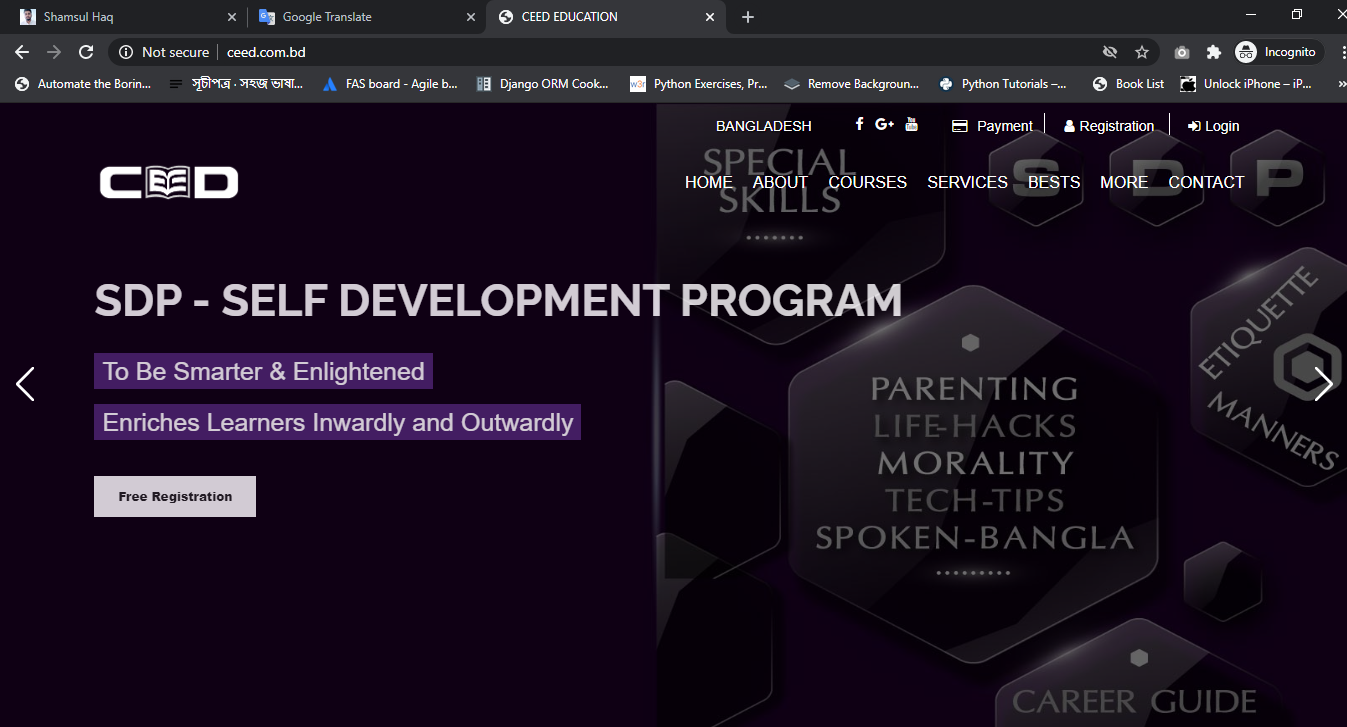 Shamsul Haq
Google Translate
CEED EDUCATION
Not secure
ceed.com.bd
Incognito
Automate the Borin...
সূচীপত্র · সহজ ভাষা...
FAS board - Agile b...
Django ORM Cook...
w3r
Python Exercises, Pr...
Remove Backgroun...
Python Tutorials –...
Book List
Unlock iPhone – iP...
»
BANGLADESH
G+
You
Payment
Registration
Login
CEED
HOME
ABOUT
COURSES
SERVICES
BESTS
MORE
CONTACT
SPECIAL
SKILLS
S D P
SDP - SELF DEVELOPMENT PROGRAM
To Be Smarter & Enlightened
Enriches Learners Inwardly and Outwardly
Free Registration
PARENTING
LIFE-HACKS
MORALITY
TECH-TIPS
SPOKEN-BANGLA
ETIQUETTE
MANNERS
CAREER GUIDE